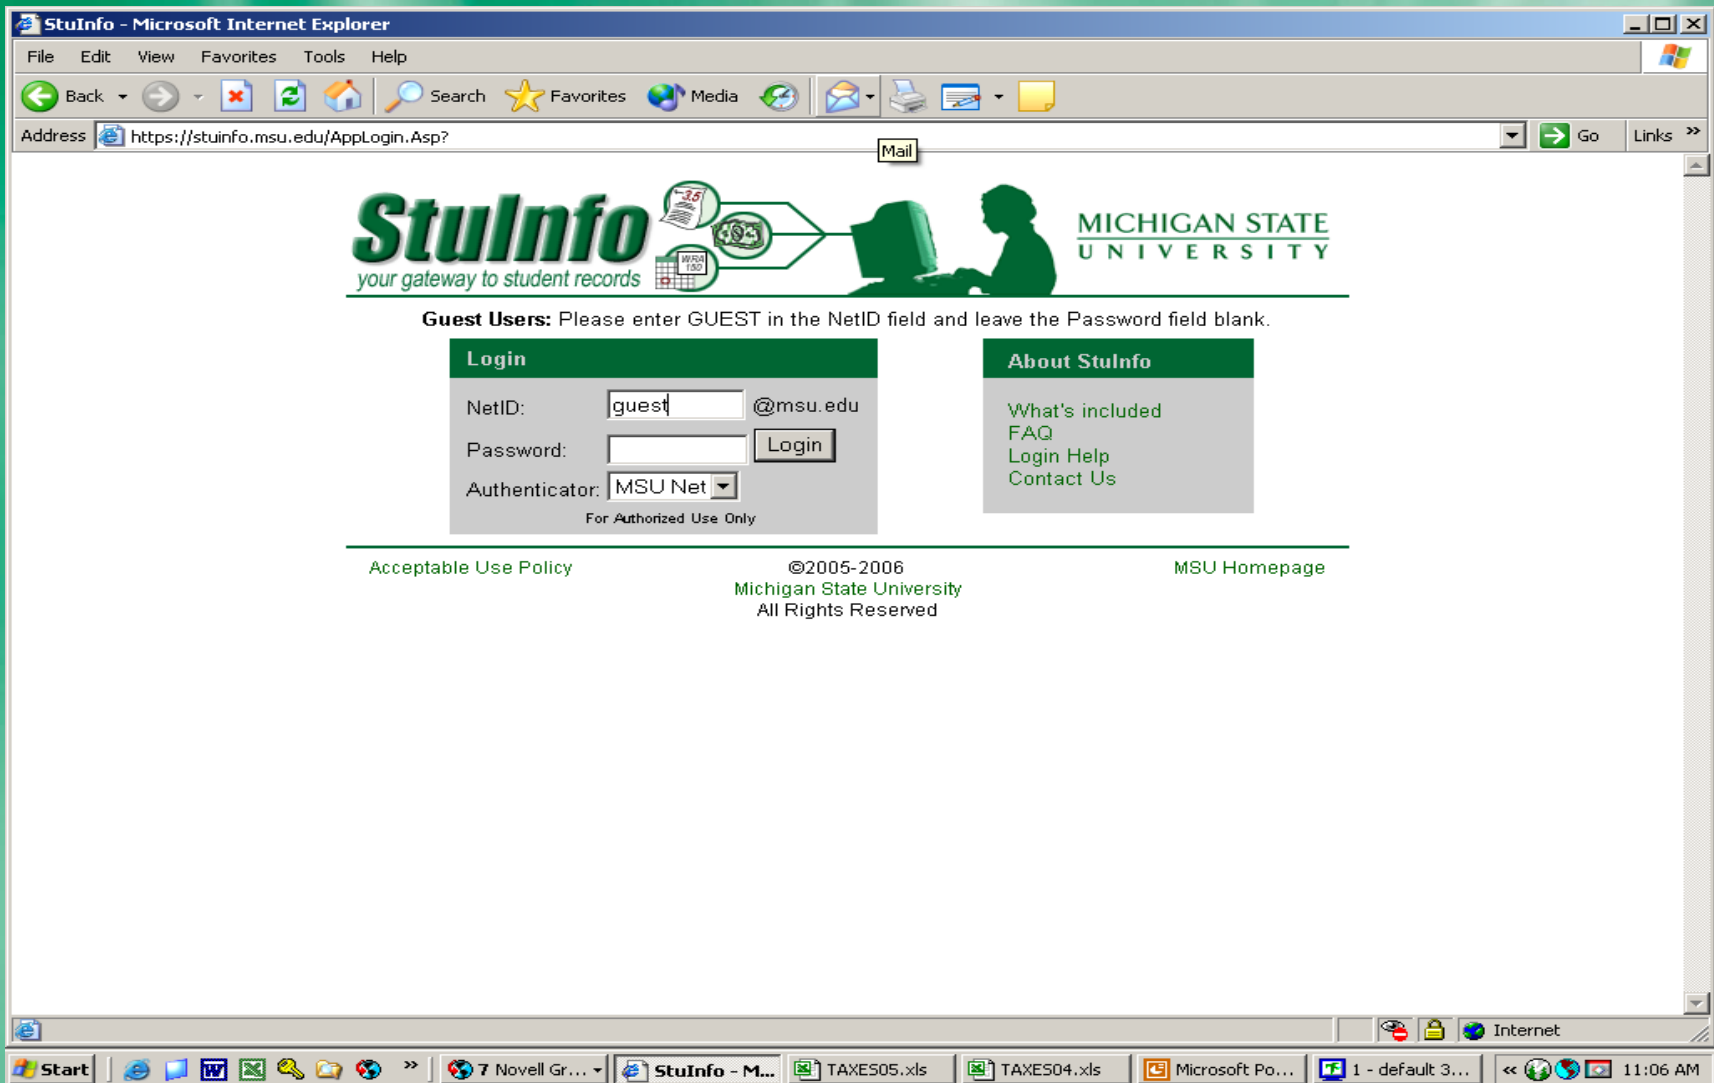 StuInfo - Microsoft Internet Explorer
File Edit View Favorites Tools Help
Back Search Favorites Media
Address https://stuinfo.msu.edu/AppLogin.Asp? Go Links »
Mail
StuInfo
your gateway to student records
3.5
WRA
150
MICHIGAN STATE
UNIVERSITY
Guest Users: Please enter GUEST in the NetID field and leave the Password field blank.
Login
NetID: guest @msu.edu
Password: Login
Authenticator: MSU Net
For Authorized Use Only
About StuInfo
What's included
FAQ
Login Help
Contact Us
Acceptable Use Policy ©2005-2006 MSU Homepage
Michigan State University
All Rights Reserved
Internet
Start » 7 Novell Gr... StuInfo - M... TAXES05.xls TAXES04.xls Microsoft Po... 1 - default 3... « 11:06 AM